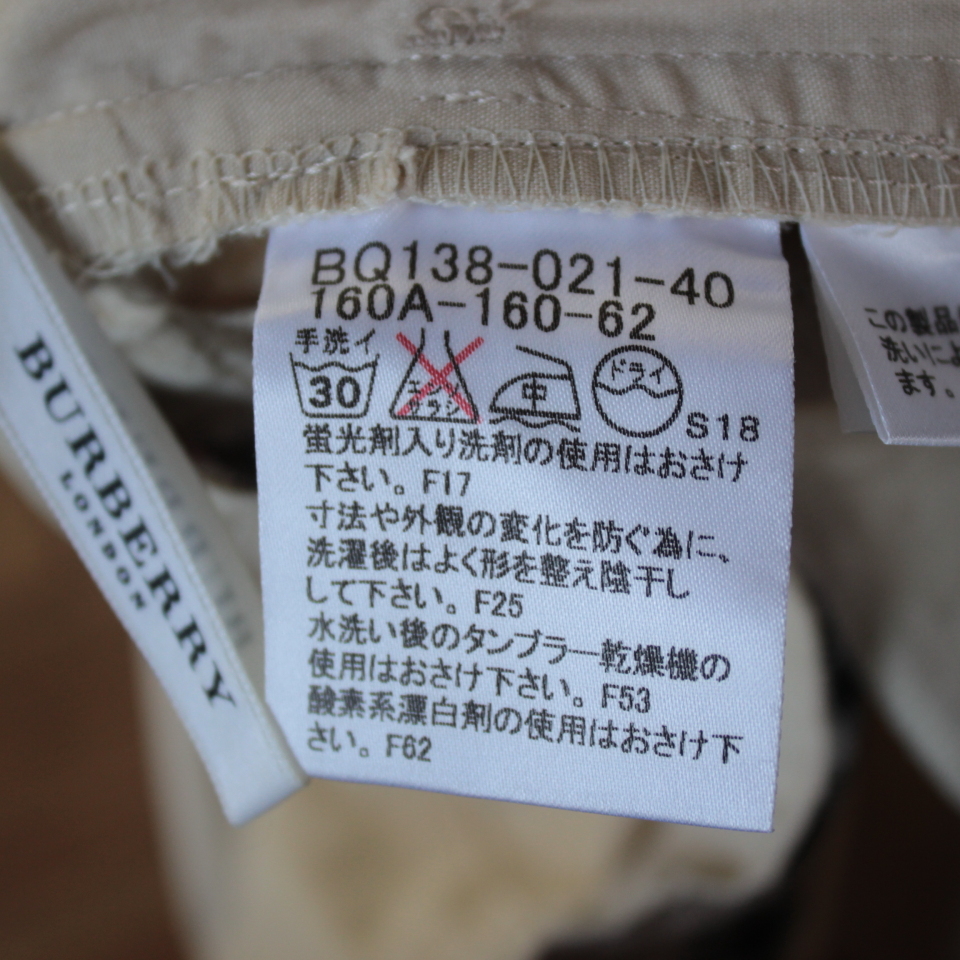 BURBERRY
LONDON
BQ138-021-40
160A-160-62
手洗イ
30
エンソ
サラシ
中
ドライ
S18
蛍光剤入り洗剤の使用はおさけ
下さい。F17
寸法や外観の変化を防ぐ為に、
洗濯後はよく形を整え陰干し
して下さい。F25
水洗い後のタンブラー乾燥機の
使用はおさけ下さい。F53
酸素系漂白剤の使用はおさけ下
さい。F62
この製品
洗いによ
ます。